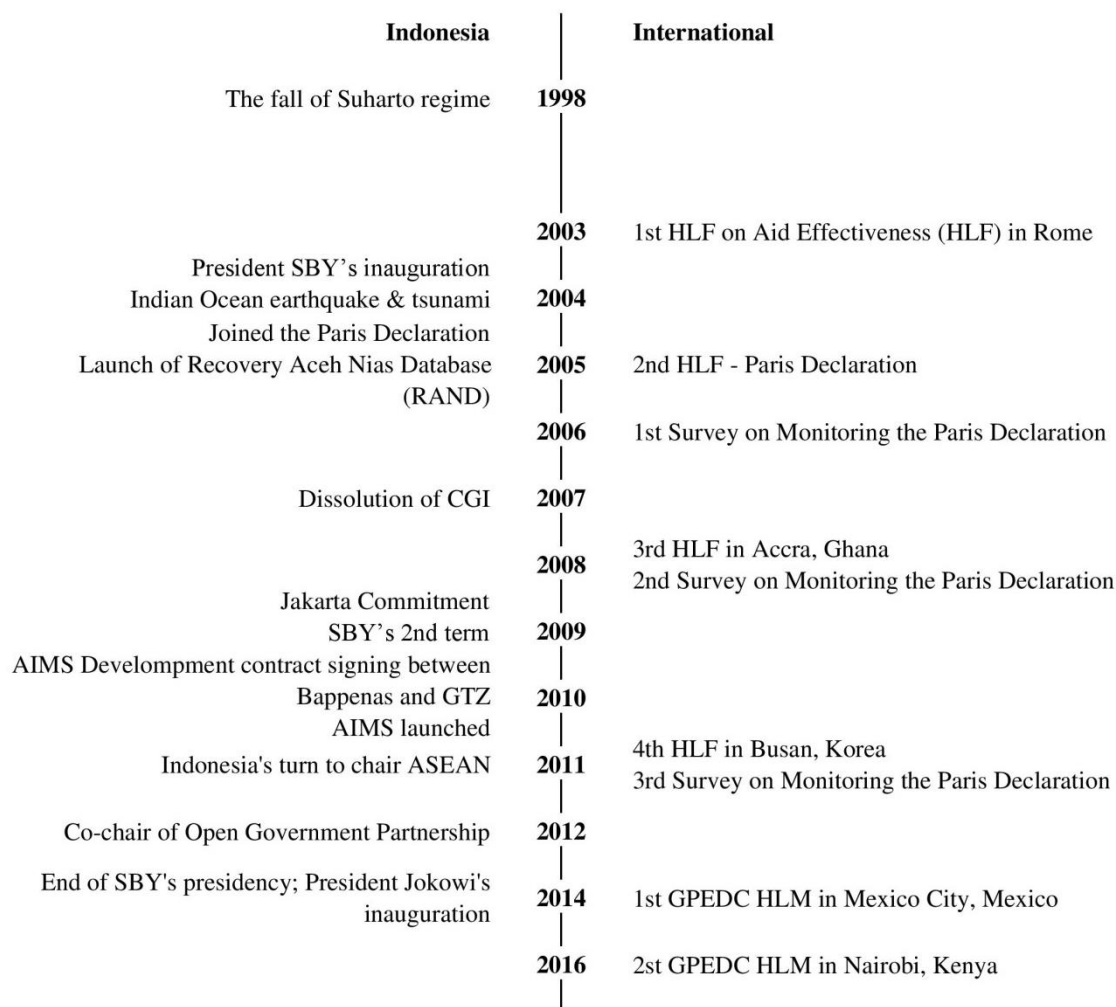 Indonesia International
The fall of Suharto regime 1998
2003 1st HLF on Aid Effectiveness (HLF) in Rome
President SBY’s inauguration
Indian Ocean earthquake & tsunami 2004
Joined the Paris Declaration
Launch of Recovery Aceh Nias Database 2005 2nd HLF - Paris Declaration
(RAND)
2006 1st Survey on Monitoring the Paris Declaration
Dissolution of CGI 2007
3rd HLF in Accra, Ghana
2008
2nd Survey on Monitoring the Paris Declaration
Jakarta Commitment
SBY’s 2nd term 2009
AIMS Develompment contract signing between
Bappenas and GTZ 2010
AIMS launched
4th HLF in Busan, Korea
Indonesia's turn to chair ASEAN 2011
3rd Survey on Monitoring the Paris Declaration
Co-chair of Open Government Partnership 2012
End of SBY's presidency; President Jokowi's
inauguration 2014 1st GPEDC HLM in Mexico City, Mexico
2016 2st GPEDC HLM in Nairobi, Kenya